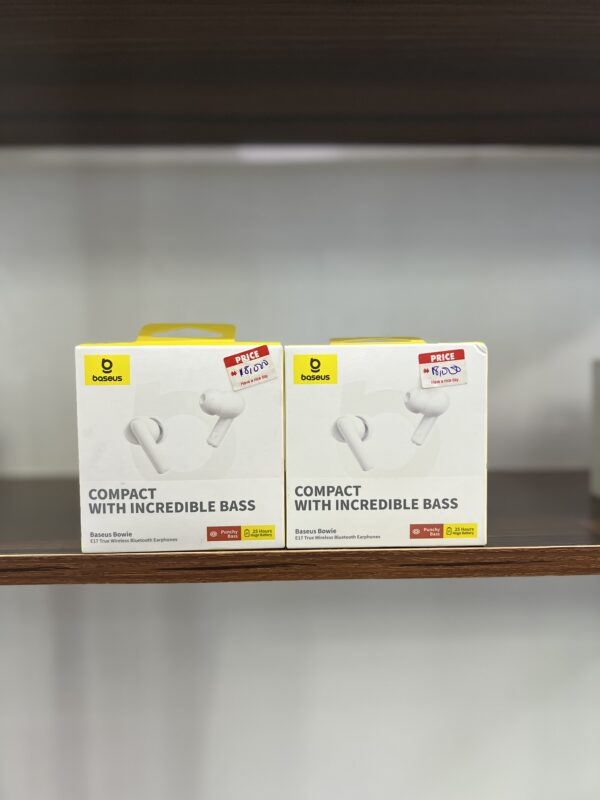 baseus
PRICE
₦ 18,000
Have a nice day
COMPACT
WITH INCREDIBLE BASS
Baseus Bowie
E17 True Wireless Bluetooth Earphones
Punchy
Bass
25 Hours
Huge Battery
baseus
PRICE
₦ 18,000
Have a nice day
COMPACT
WITH INCREDIBLE BASS
Baseus Bowie
E17 True Wireless Bluetooth Earphones
Punchy
Bass
25 Hours
Huge Battery